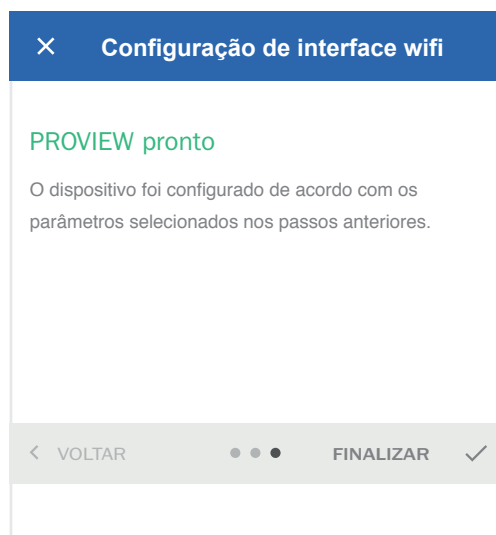 Configuração de interface wifi
PROVIEW pronto
O dispositivo foi configurado de acordo com os
parâmetros selecionados nos passos anteriores.
VOLTAR FINALIZAR